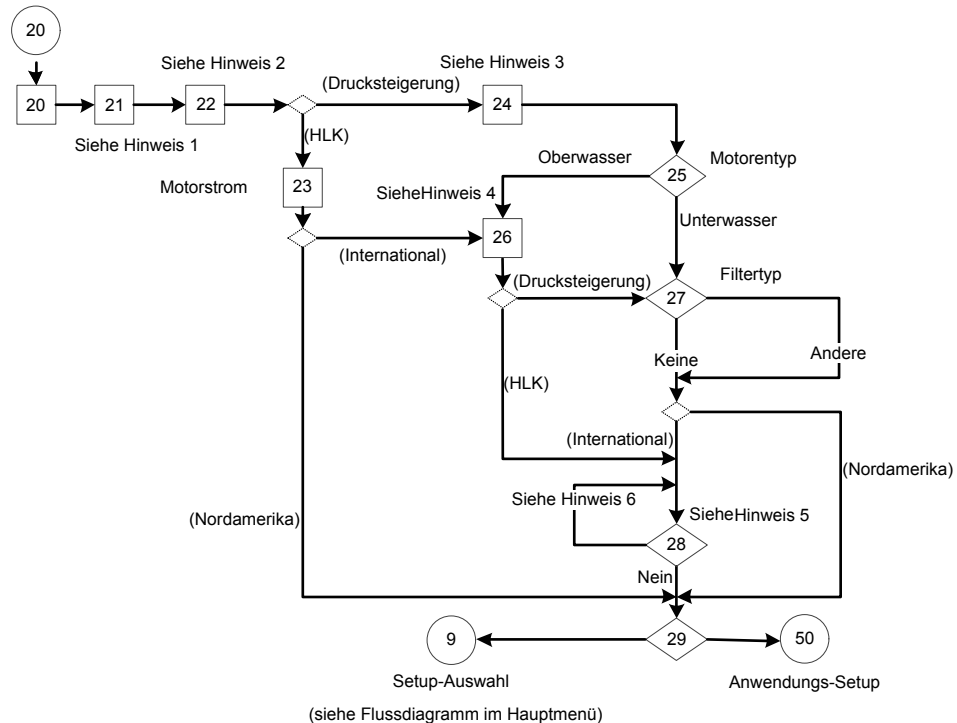 20
Siehe Hinweis 2
Siehe Hinweis 3
(Drucksteigerung)
20
21
22
24
Siehe Hinweis 1
(HLK)
Oberwasser
Motorentyp
25
Motorstrom
23
SieheHinweis 4
Unterwasser
26
(International)
(Drucksteigerung)
Filtertyp
27
Keine
Andere
(HLK)
(International)
(Nordamerika)
Siehe Hinweis 6
(Nordamerika)
SieheHinweis 5
28
Nein
9
29
50
Setup-Auswahl
Anwendungs-Setup
(siehe Flussdiagramm im Hauptmenü)